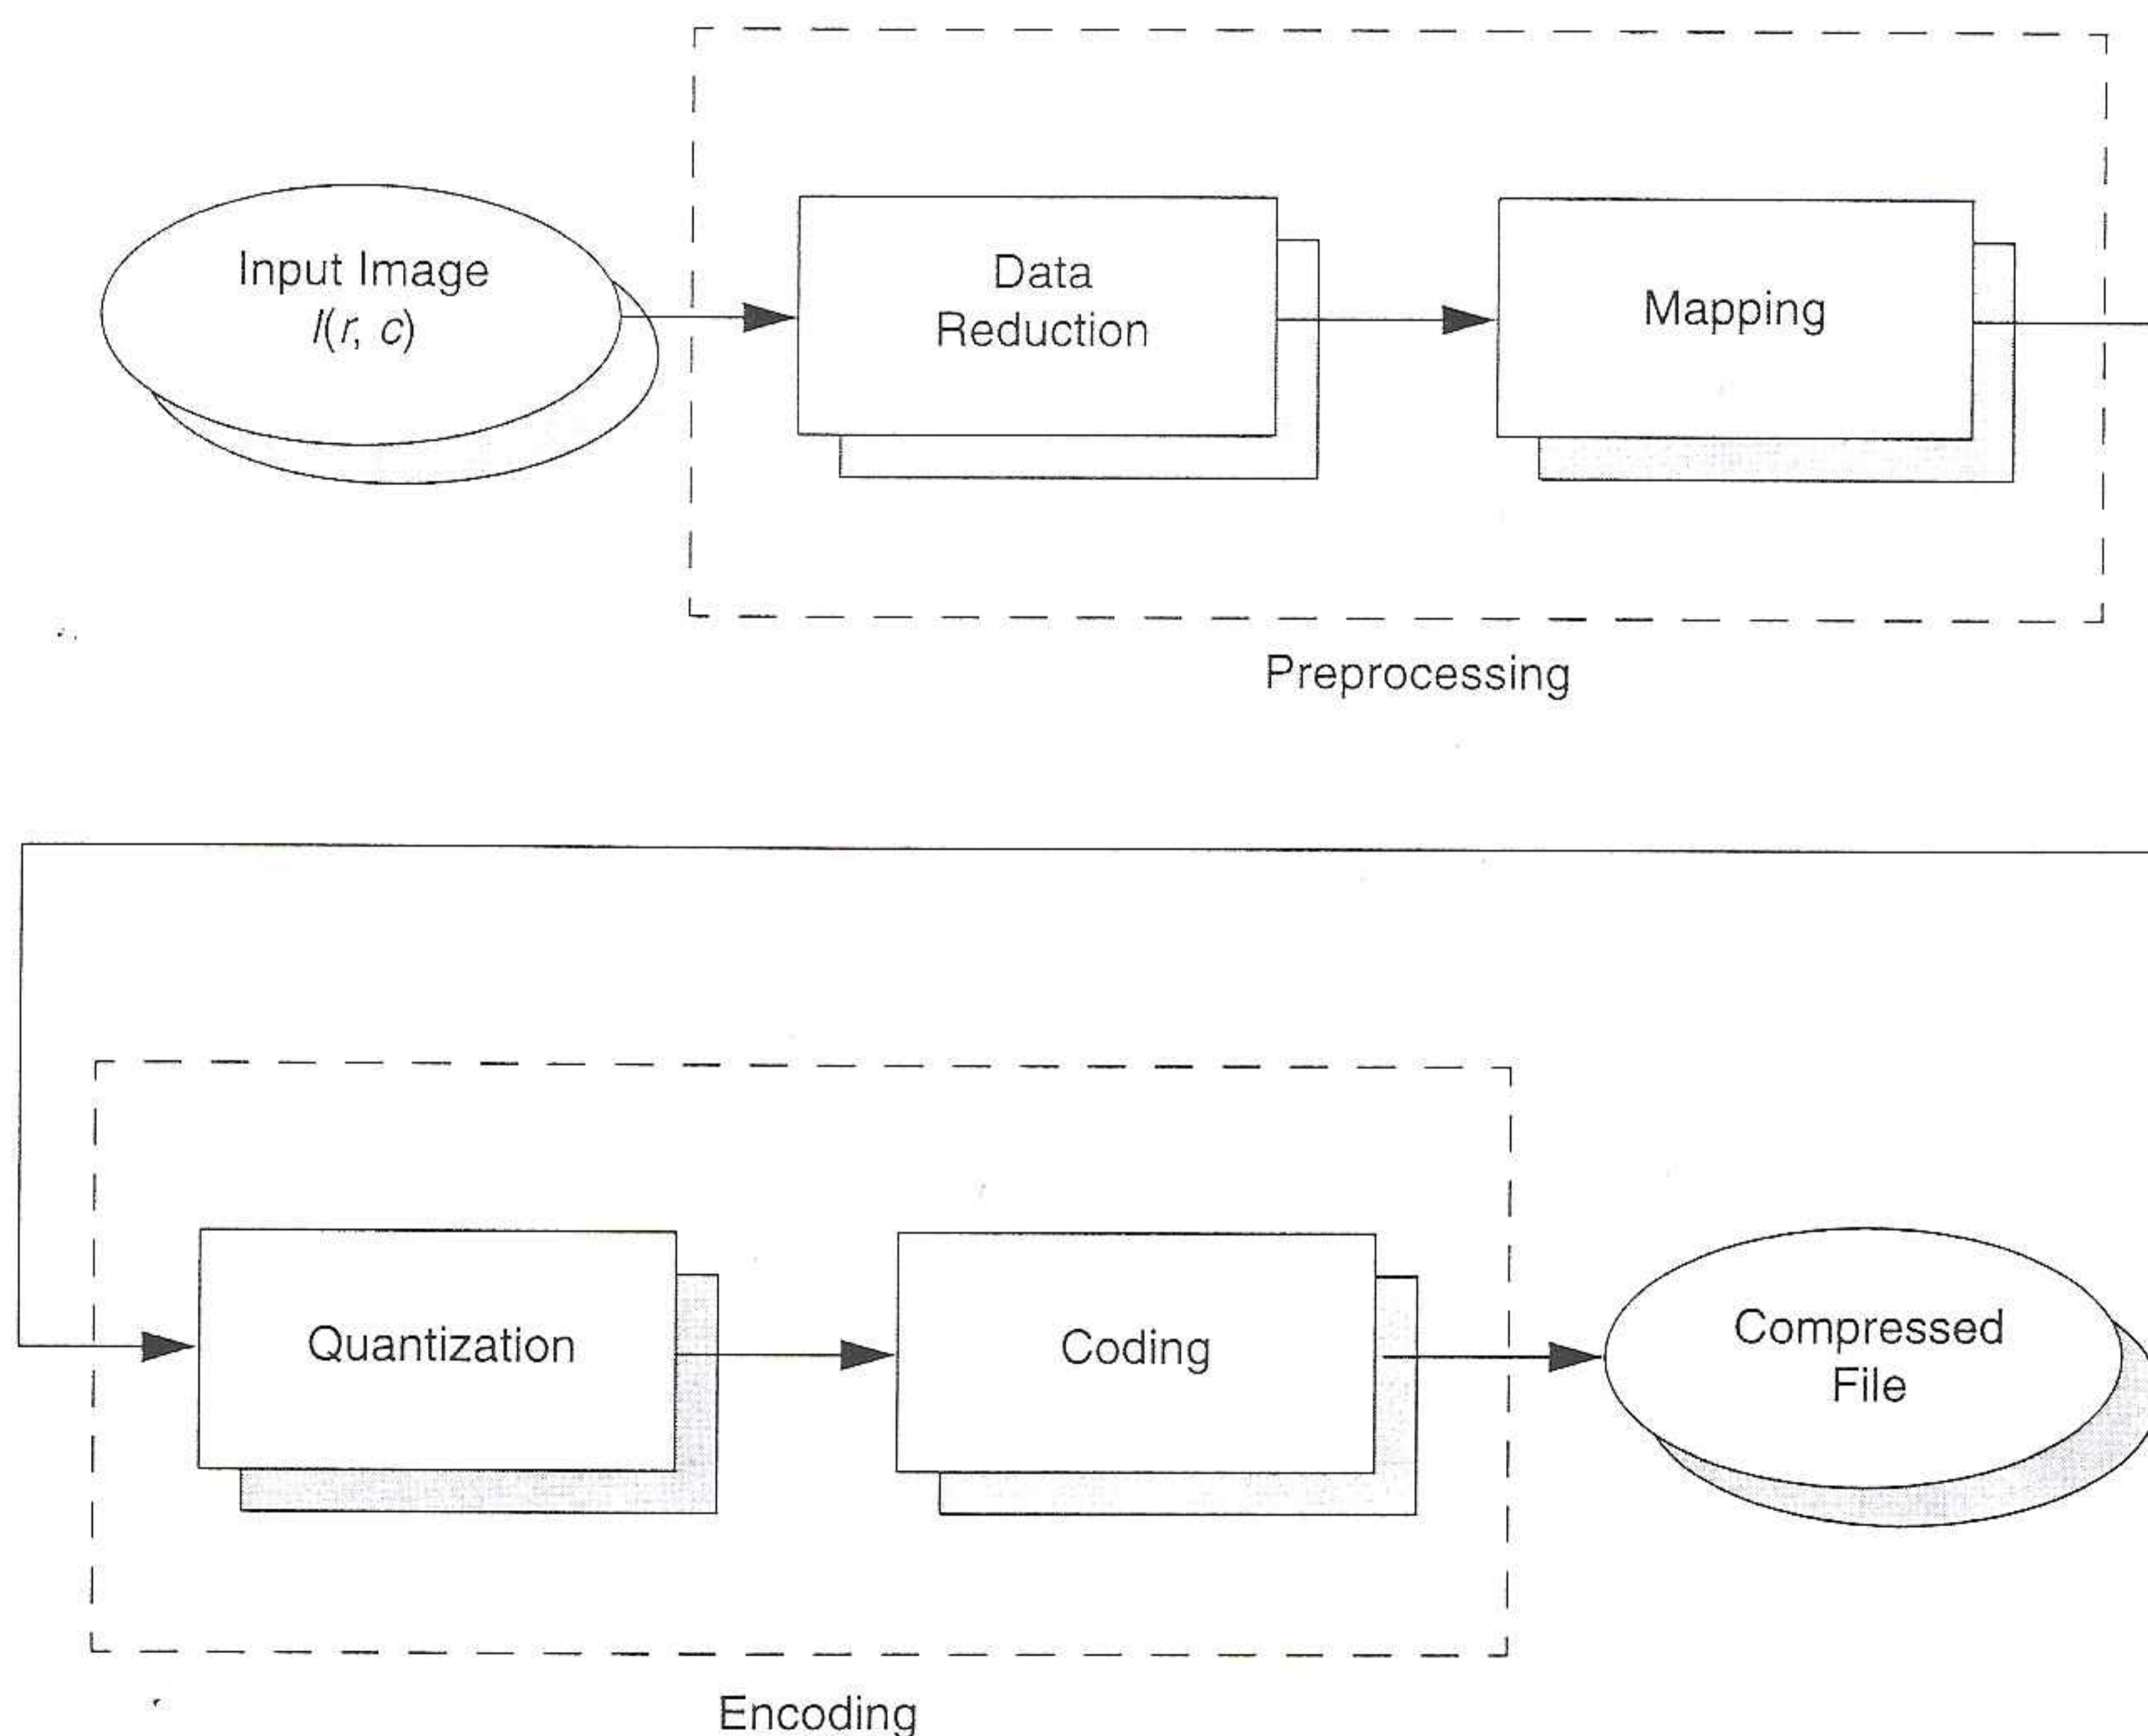 Input Image
I(r, c)
Data
Reduction
Mapping
Preprocessing
Quantization
Coding
Compressed
File
Encoding